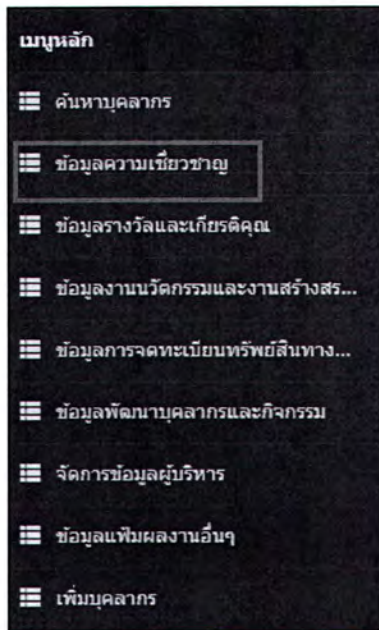 เมนูหลัก
ค้นหาบุคลากร
ข้อมูลความเชี่ยวชาญ
ข้อมูลรางวัลและเกียรติคุณ
ข้อมูลงานนวัตกรรมและงานสร้างสร...
ข้อมูลการจดทะเบียนทรัพย์สินทาง...
ข้อมูลพัฒนาบุคลากรและกิจกรรม
จัดการข้อมูลผู้บริหาร
ข้อมูลแฟ้มผลงานอื่นๆ
เพิ่มบุคลากร